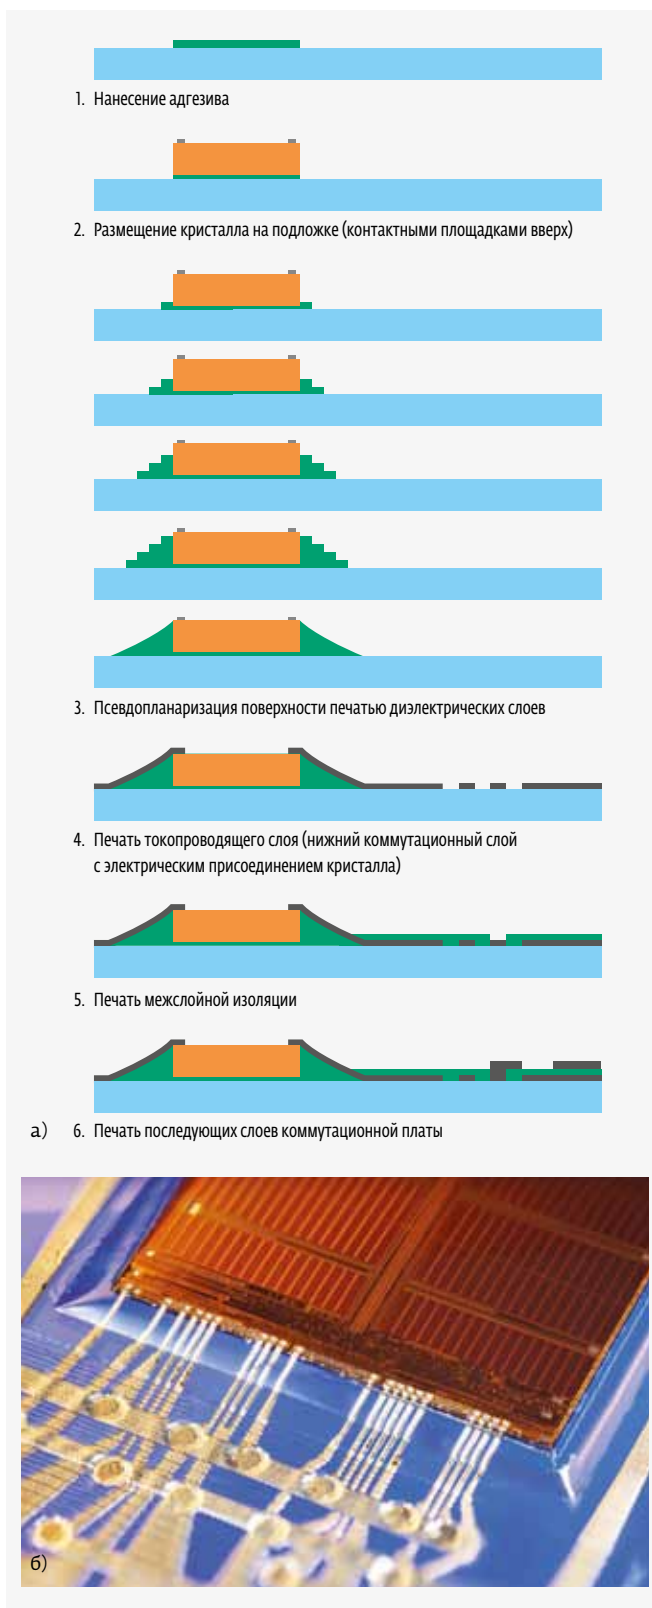 1. Нанесение адгезива
2. Размещение кристалла на подложке (контактными площадками вверх)
3. Псевдопланаризация поверхности печатью диэлектрических слоев
4. Печать токопроводящего слоя (нижний коммутационный слой
с электрическим присоединением кристалла)
5. Печать межслойной изоляции
а) 6. Печать последующих слоев коммутационной платы
б)